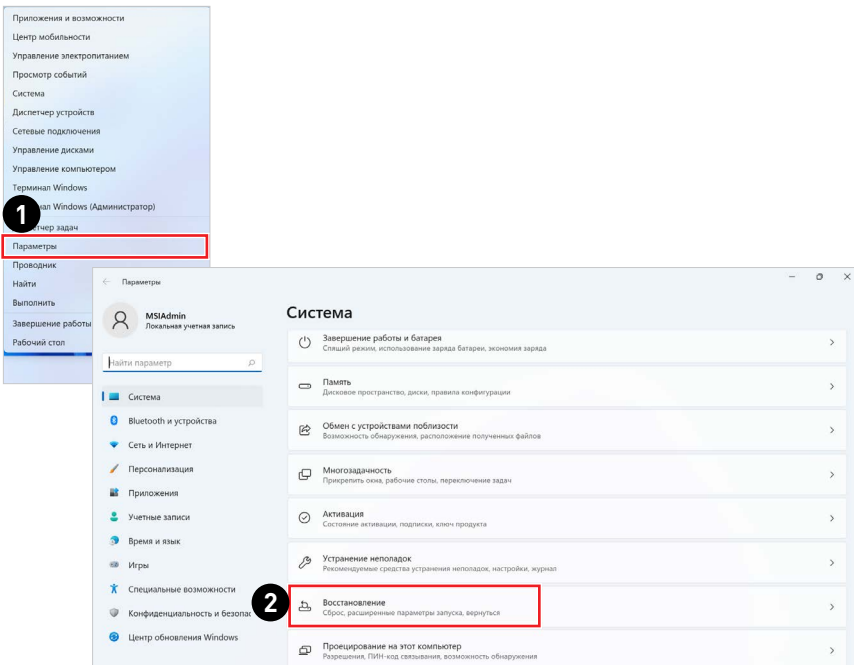 Приложения и возможности
Центр мобильности
Управление электропитанием
Просмотр событий
Система
Диспетчер устройств
Сетевые подключения
Управление дисками
Управление компьютером
Терминал Windows
Windows (Администратор)
1
задач
Параметры
Проводник
Найти
Выполнить
Завершение работы
Рабочий стол
Параметры
MSIAdmin
Локальная учетная запись
Найти параметр
Система
Bluetooth и устройства
Сеть и Интернет
Персонализация
Приложения
Учетные записи
Время и язык
Игры
Специальные возможности
Конфиденциальность и безопас
Центр обновления Windows
Система
Завершение работы и батарея
Спящий режим, использование заряда батареи, экономия заряда
Память
Дисковое пространство, диски, правила конфигурации
Обмен с устройствами поблизости
Возможность обнаружения, расположение полученных файлов
Многозадачность
Прикрепить окна, рабочие столы, переключение задач
Активация
Состояние активации, подписки, ключ продукта
Устранение неполадок
Рекомендуемые средства устранения неполадок, настройки, журнал
2
Восстановление
Сброс, расширенные параметры запуска, вернуться
Проецирование на этот компьютер
Разрешения, ПИН-код связывания, возможность обнаружения